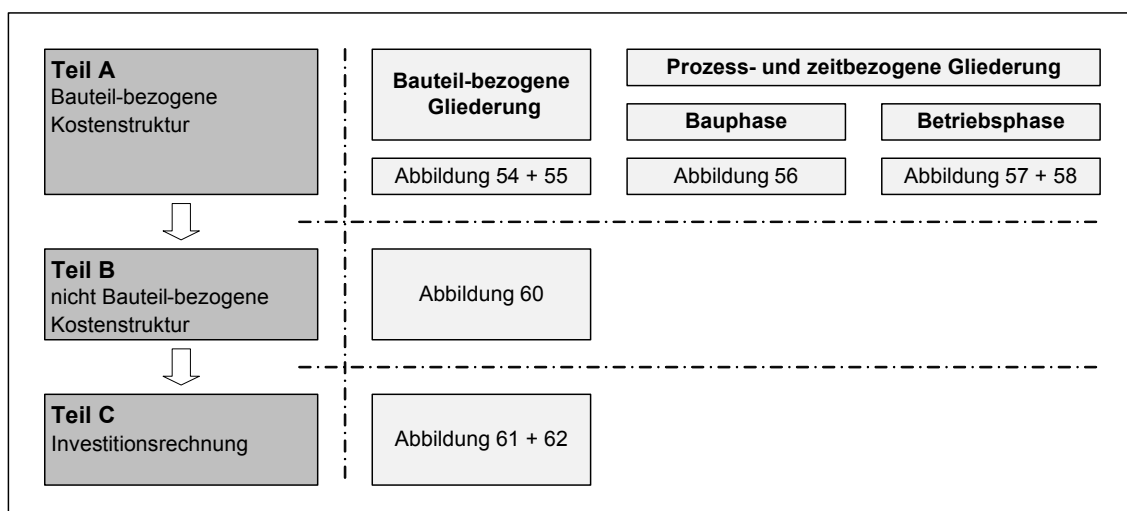 Teil A
Bauteil-bezogene
Kostenstruktur
Bauteil-bezogene
Gliederung
Prozess- und zeitbezogene Gliederung
Bauphase
Betriebsphase
Abbildung 54 + 55
Abbildung 56
Abbildung 57 + 58
Teil B
nicht Bauteil-bezogene
Kostenstruktur
Abbildung 60
Teil C
Investitionsrechnung
Abbildung 61 + 62